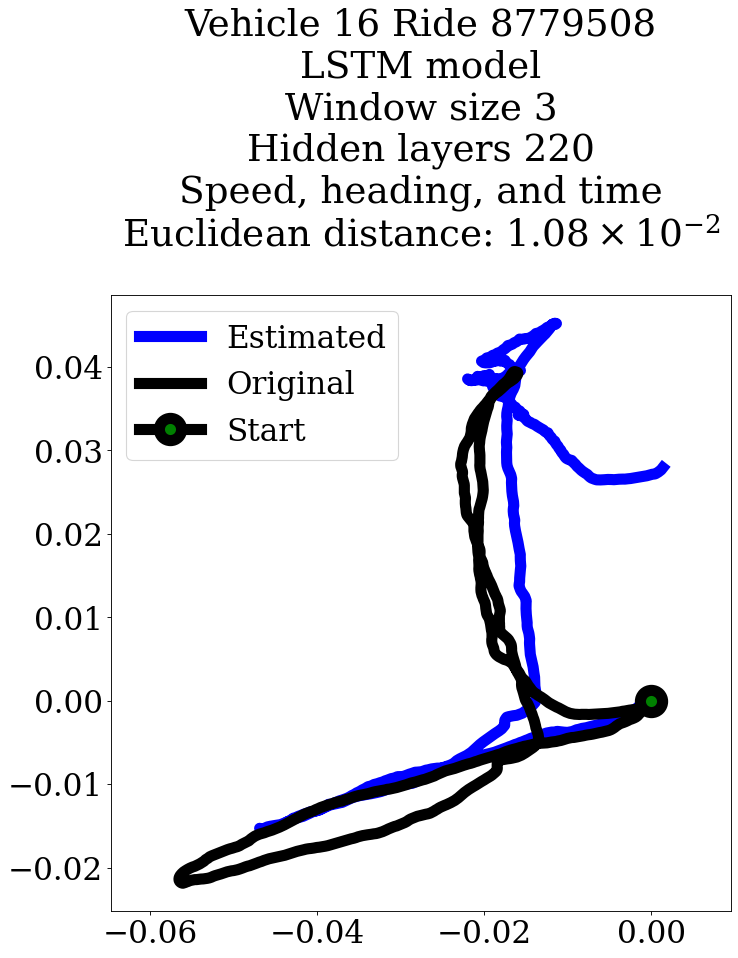 Vehicle 16 Ride 8779508
LSTM model
Window size 3
Hidden layers 220
Speed, heading, and time
Euclidean distance: 1.08 × 10⁻²
Estimated
Original
Start
0.04
0.03
0.02
0.01
0.00
−0.01
−0.02
−0.06 −0.04 −0.02 0.00